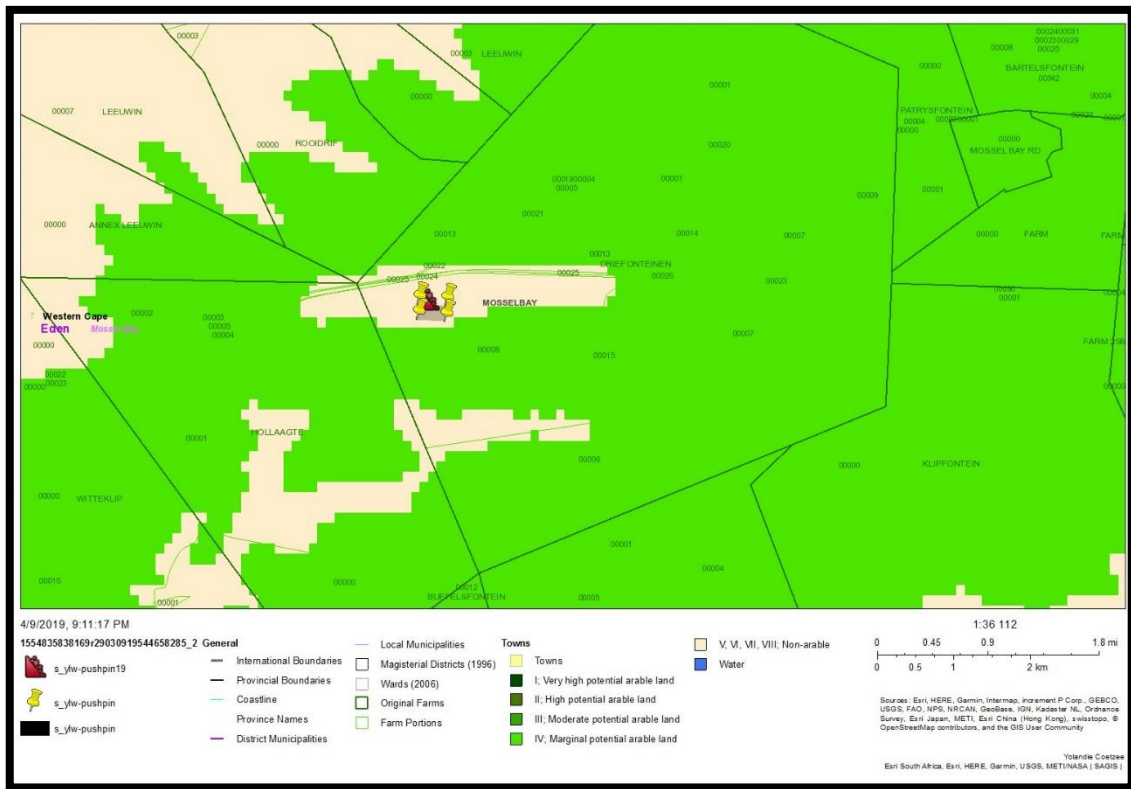 00003
0002400031
0002300029
00025
00008
00003
LEEUWIN
00000
BARTELSFONTEIN
00042
00001
00007
LEEUWIN
00000
00004
PATRYSFONTEIN
00004
00000
00020
00000
00000
ROOIDRIF
00020
MOSSEL BAY RD
0001900004
00005
00001
00009
00001
00021
00000
ANNEX LEEUWIN
00013
00014
00007
00000
FARM
FARM
00013
DRIEFONTEINEN
00022
00025
00024
00025
00026
00023
00001
MOSSELBAY
7
Western Cape
00002
00003
00005
00004
Eden
00007
00000
00008
00015
00022
00000
00023
00001
HOLLAAGTE
00006
00000
KLIPFONTEIN
00000
WITTEKLIP
00001
00010
00000
00004
00012
BUFFELSFONTEIN
00005
00001
4/9/2019, 9:11:17 PM
1:36 112
1554835838169r29030919544658285_2
s_ylw-pushpin19
s_ylw-pushpin
s_ylw-pushpin
General
International Boundaries
Provincial Boundaries
Coastline
Province Names
District Municipalities
Local Municipalities
Magisterial Districts (1996)
Wards (2006)
Original Farms
Farm Portions
Towns
Towns
I; Very high potential arable land
II; High potential arable land
III; Moderate potential arable land
IV; Marginal potential arable land
V, VI, VII, VIII; Non-arable
Water
0 0.45 0.9 1.8 mi
0 0.5 1 2 km
Sources: Esri, HERE, Garmin, Intermap, increment P Corp., GEBCO,
USGS, FAO, NPS, NRCAN, GeoBase, IGN, Kadaster NL, Ordnance
Survey, Esri Japan, METI, Esri China (Hong Kong), swisstopo, ©
OpenStreetMap contributors, and the GIS User Community
Yolandie Coetzee
Esri South Africa, Esri, HERE, Garmin, USGS, METI/NASA | SAGIS |